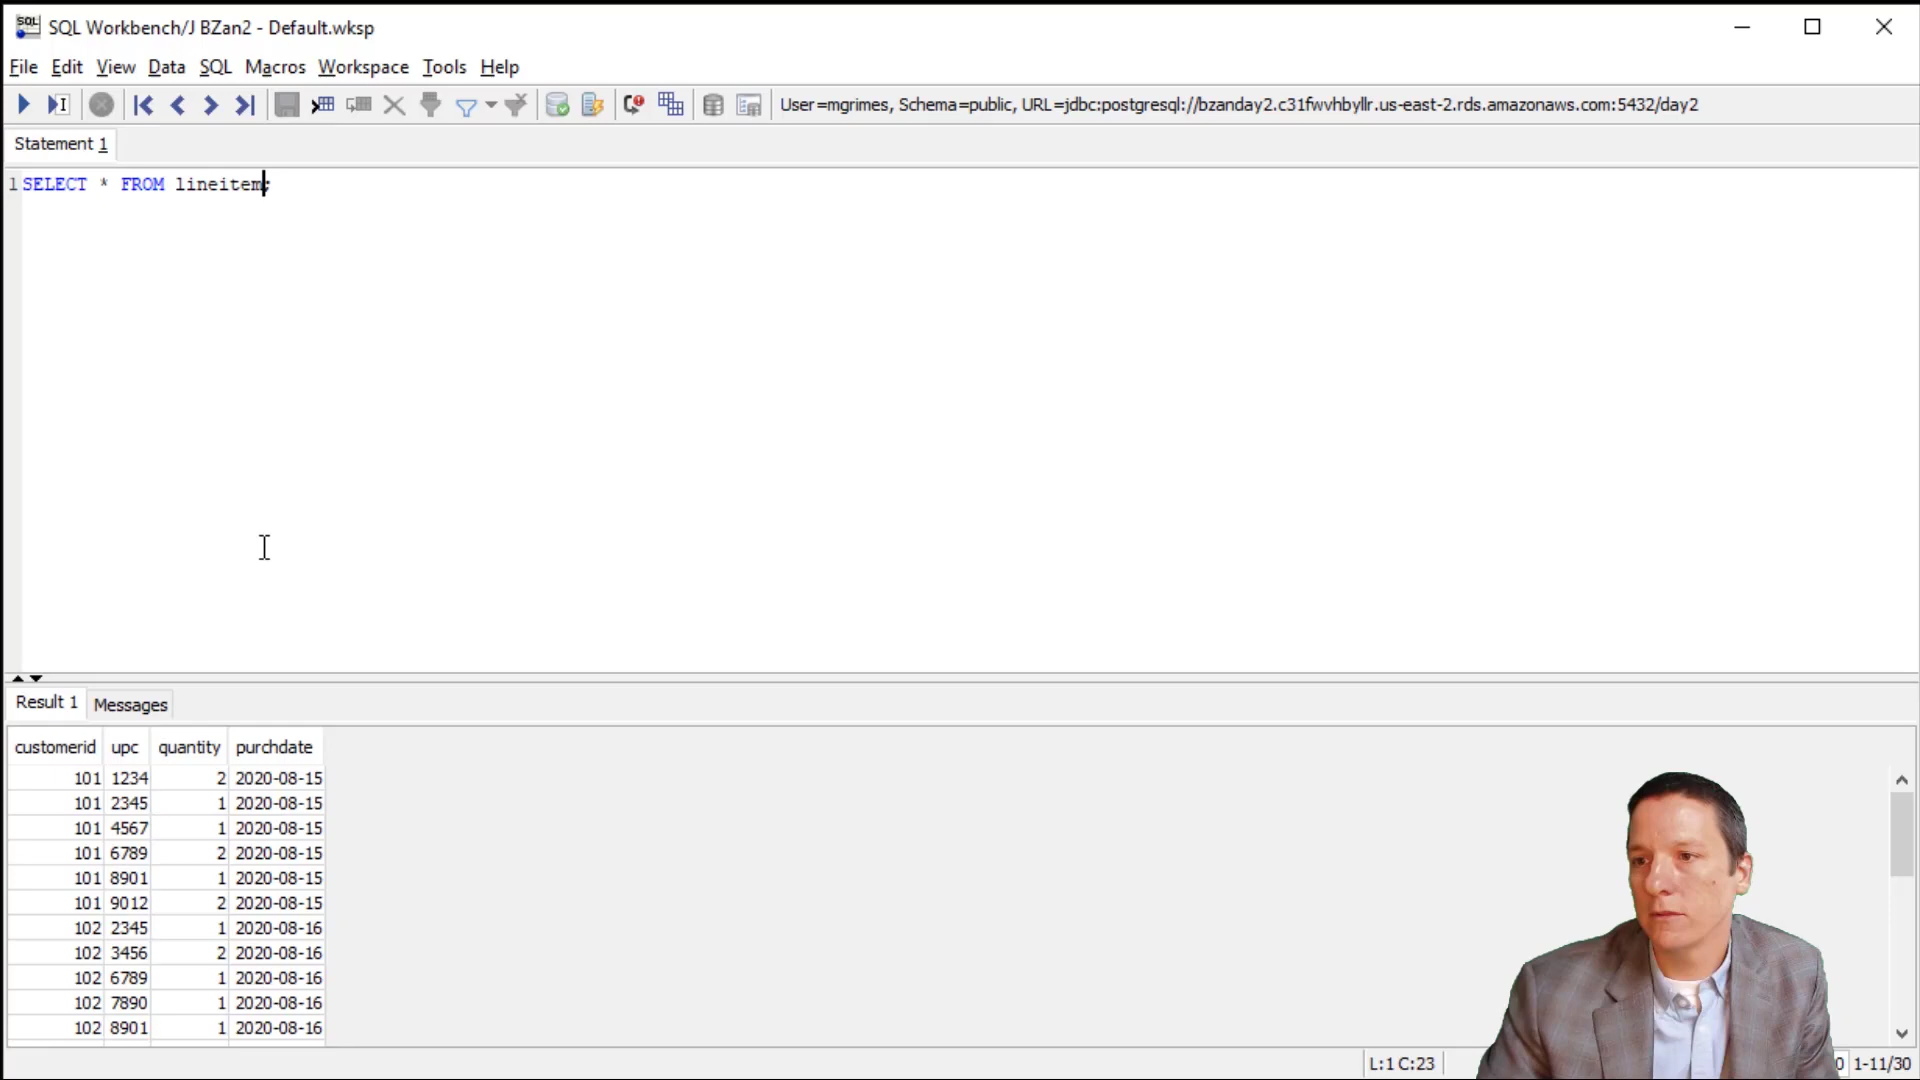 SQL Workbench/J BZan2 - Default.wksp
File Edit View Data SQL Macros Workspace Tools Help
User=mgrimes, Schema=public, URL=jdbc:postgresql://bzanday2.c31fwvhbyllr.us-east-2.rds.amazonaws.com:5432/day2
Statement 1
1 SELECT * FROM lineitem;
Result 1 Messages
customerid upc quantity purchdate
101 1234 2 2020-08-15
101 2345 1 2020-08-15
101 4567 1 2020-08-15
101 6789 2 2020-08-15
101 8901 1 2020-08-15
101 9012 2 2020-08-15
102 2345 1 2020-08-16
102 3456 2 2020-08-16
102 6789 1 2020-08-16
102 7890 1 2020-08-16
102 8901 1 2020-08-16
L:1 C:23 0 1-11/30